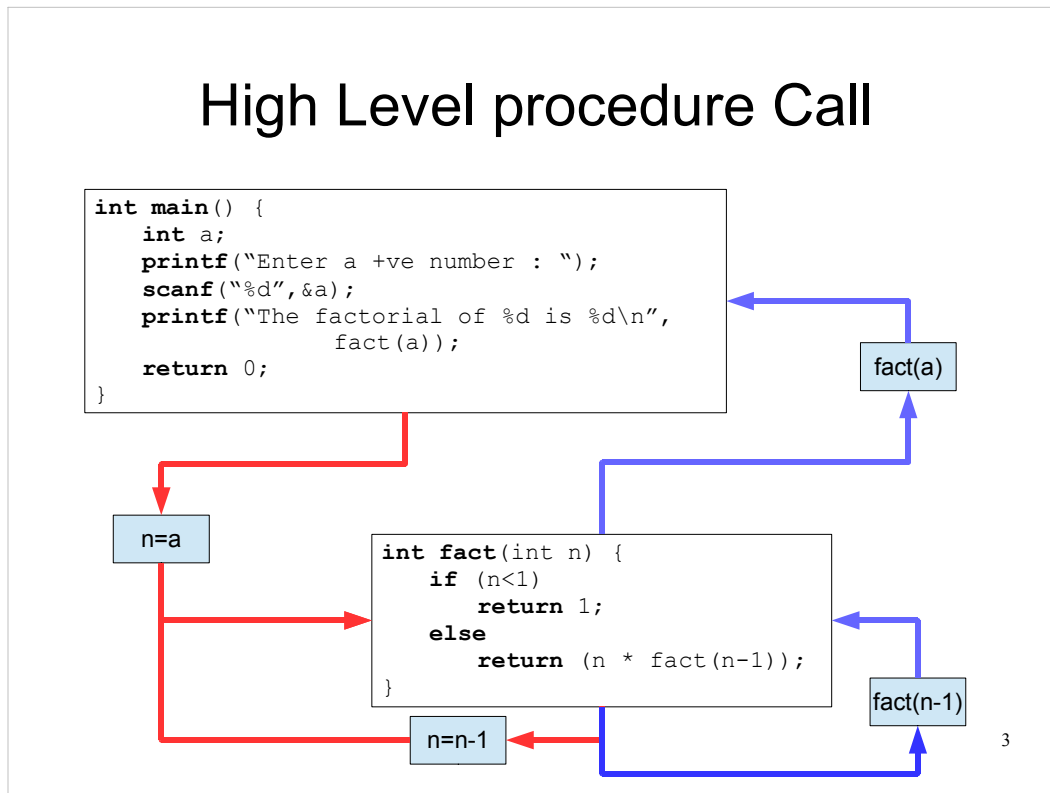 High Level procedure Call
int main() {
int a;
printf(“Enter a +ve number : “);
scanf(“%d”,&a);
printf(“The factorial of %d is %d\n”,
fact(a));
return 0;
}
fact(a)
n=a
int fact(int n) {
if (n<1)
return 1;
else
return (n * fact(n-1));
}
fact(n-1)
n=n-1
3